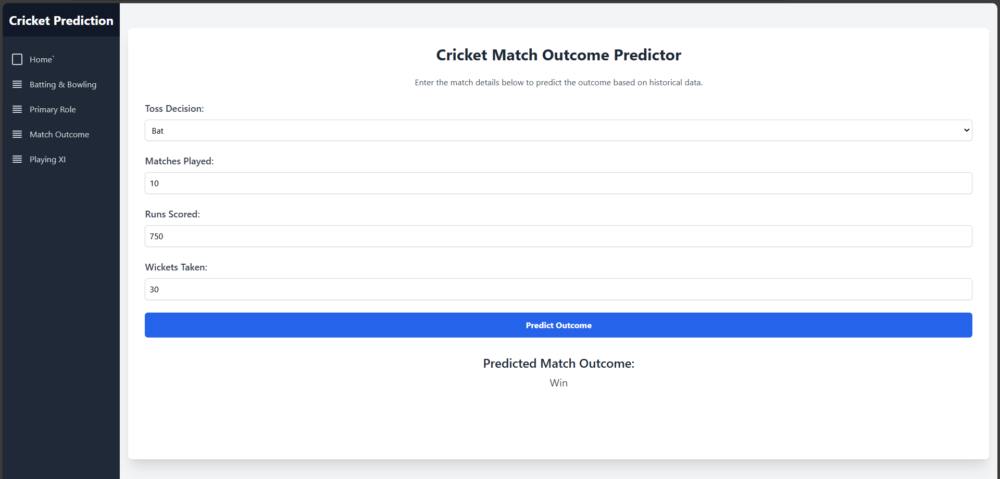 Cricket Prediction
Home`
Batting & Bowling
Primary Role
Match Outcome
Playing XI
Cricket Match Outcome Predictor
Enter the match details below to predict the outcome based on historical data.
Toss Decision:
Bat
Matches Played:
10
Runs Scored:
750
Wickets Taken:
30
Predict Outcome
Predicted Match Outcome:
Win